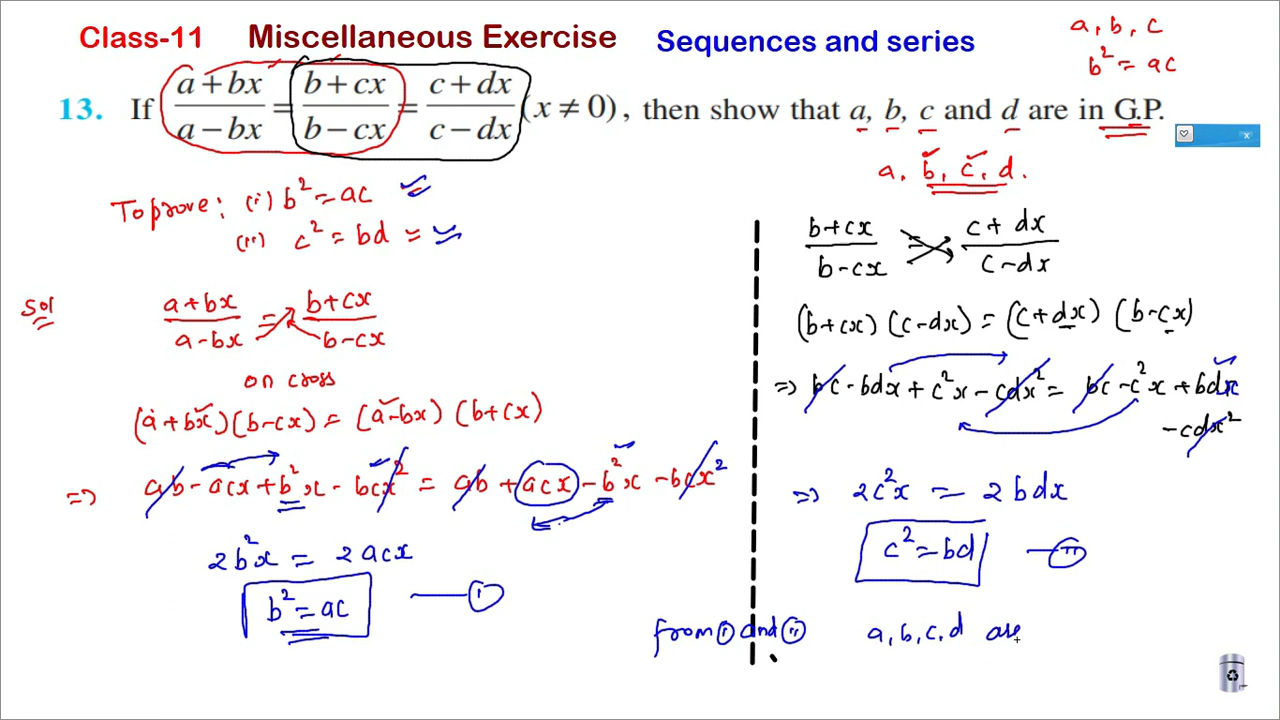 Class-11 Miscellaneous Exercise Sequences and series
a, b, c
b² = ac
13. If (a+bx)/(a−bx) = (b+cx)/(b−cx) = (c+dx)/(c−dx) (x ≠ 0), then show that a, b, c and d are in G.P.
a, b, c, d.
To prove: (i) b² = ac
(ii) c² = bd
Sol
(a+bx)/(a-bx) = (b+cx)/(b-cx)
on cross
(a+bx)(b-cx) = (a-bx)(b+cx)
=> ab - acx + b²x - bcx² = ab + acx - b²x - bcx²
2b²x = 2acx
b² = ac — (i)
(b+cx)/(b-cx) = (c+dx)/(c-dx)
(b+cx)(c-dx) = (c+dx)(b-cx)
=> bc - bdx + c²x - cdx² = bc - c²x + bdx
- cdx²
=> 2c²x = 2bdx
c² = bd — (ii)
from (i) and (ii) a, b, c, d are